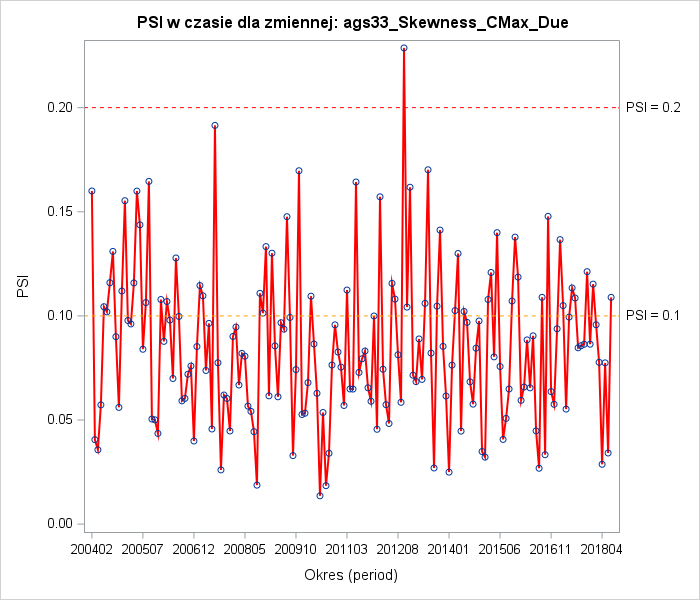 PSI w czasie dla zmiennej: ags33_Skewness_CMax_Due
0.20
PSI = 0.2
0.15
PSI
0.10
PSI = 0.1
0.05
0.00
200402 200507 200612 200805 200910 201103 201208 201401 201506 201611 201804
Okres (period)